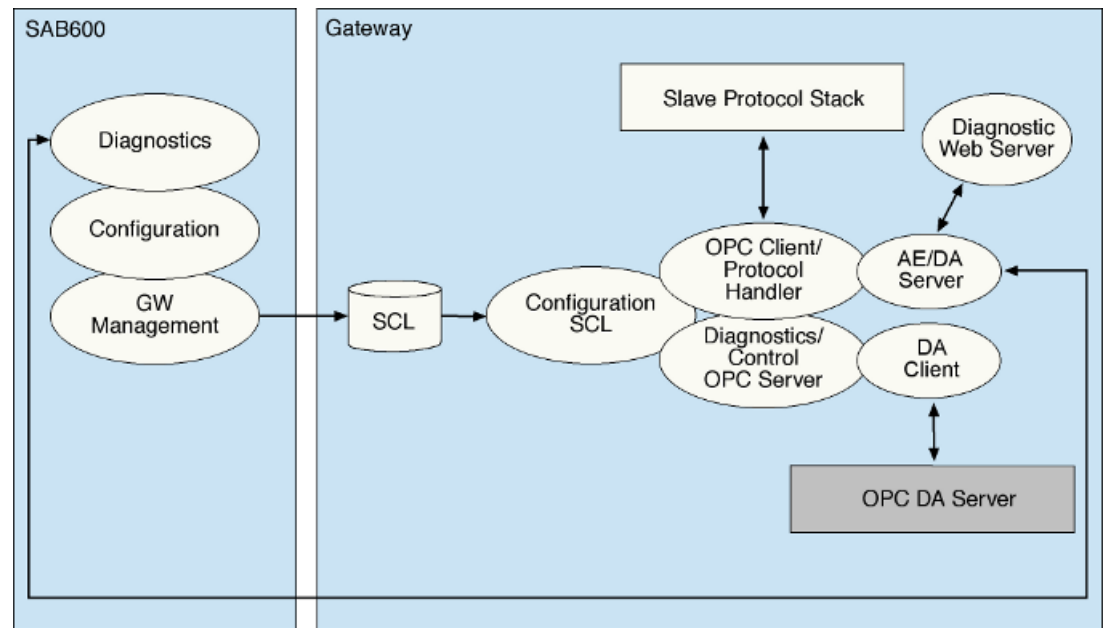 SAB600
Gateway
Slave Protocol Stack
Diagnostic
Web Server
Diagnostics
Configuration
GW
Management
SCL
Configuration
SCL
OPC Client/
Protocol
Handler
AE/DA
Server
Diagnostics/
Control
OPC Server
DA
Client
OPC DA Server